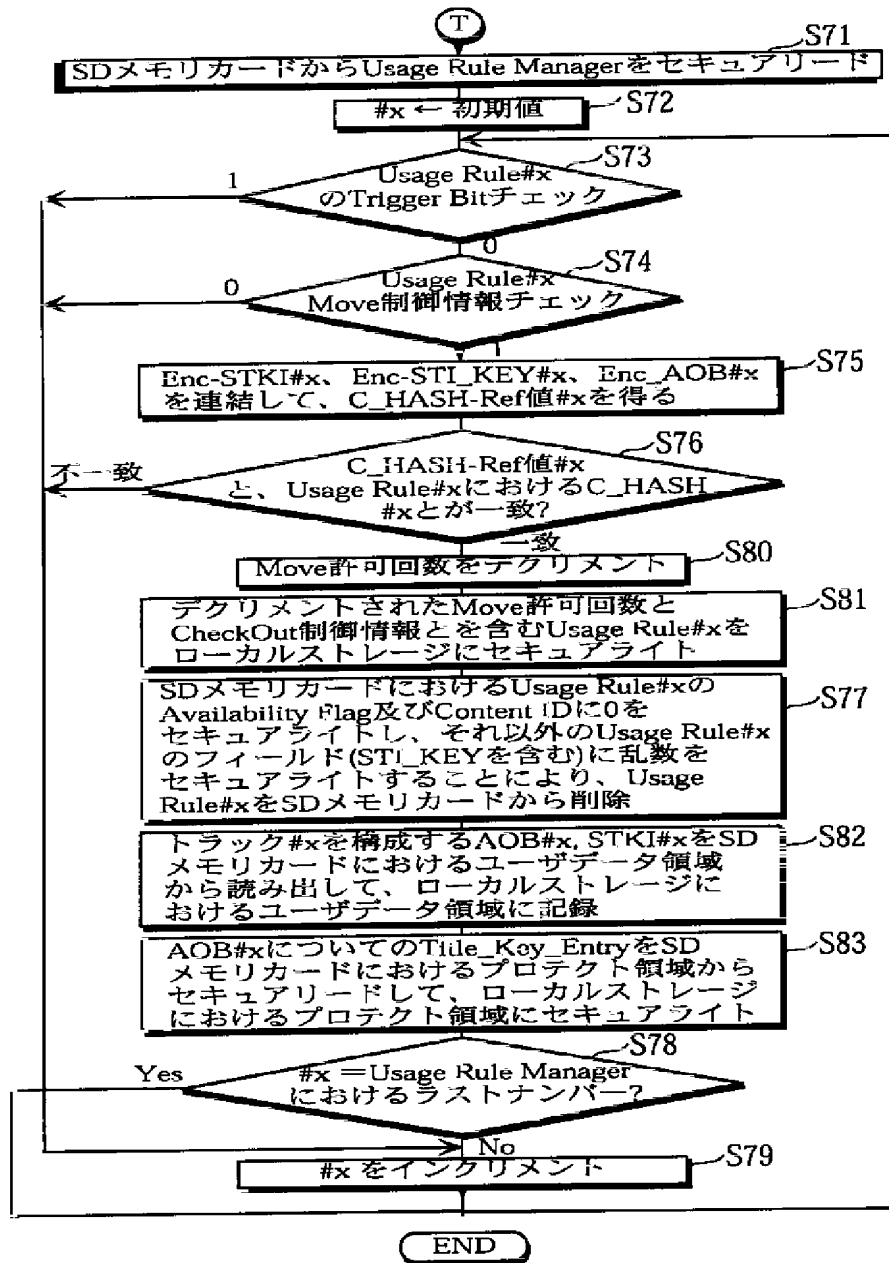 T
S71
SDメモリカードからUsage Rule Managerをセキュアリード
S72
#x ← 初期値
S73
Usage Rule#x
のTrigger Bitチェック
1
0
S74
Usage Rule#x
Move制御情報チェック
0
1
S75
Enc-STKI#x、Enc-STI_KEY#x、Enc_AOB#x
を連結して、C_HASH-Ref値#xを得る
S76
C_HASH-Ref値#x
と、Usage Rule#xにおけるC_HASH
#xとが一致?
不一致
一致
S80
Move許可回数をデクリメント
S81
デクリメントされたMove許可回数と
CheckOut制御情報とを含むUsage Rule#xを
ローカルストレージにセキュアライト
S77
SDメモリカードにおけるUsage Rule#xの
Availability Flag及びContent IDに0を
セキュアライトし、それ以外のUsage Rule#x
のフィールド(STI_KEYを含む)に乱数を
セキュアライトすることにより、Usage
Rule#xをSDメモリカードから削除
S82
トラック#xを構成するAOB#x, STKI#xをSD
メモリカードにおけるユーザデータ領域
から読み出して、ローカルストレージに
おけるユーザデータ領域に記録
S83
AOB#xについてのTitle_Key_EntryをSD
メモリカードにおけるプロテクト領域から
セキュアリードして、ローカルストレージ
におけるプロテクト領域にセキュアライト
S78
#x =Usage Rule Manager
におけるラストナンバー?
Yes
No
S79
#x をインクリメント
END